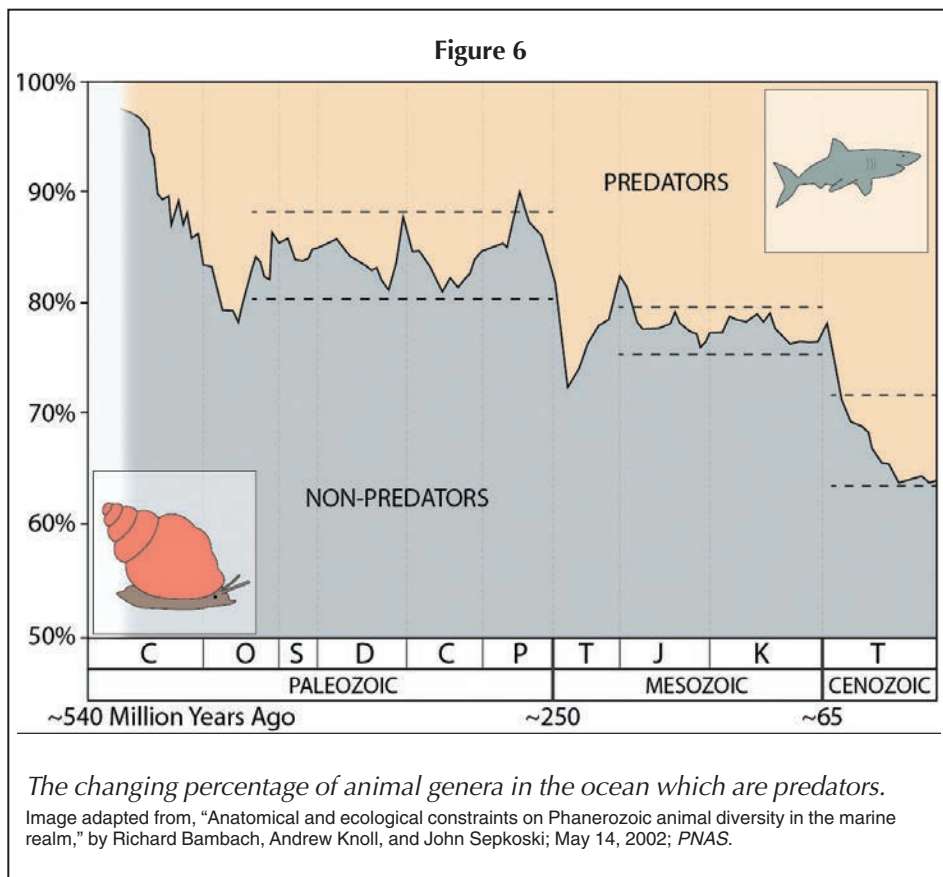 Figure 6
100%
90%
80%
70%
60%
50%
PREDATORS
NON-PREDATORS
C O S D C P T J K T
PALEOZOIC MESOZOIC CENOZOIC
~540 Million Years Ago ~250 ~65
The changing percentage of animal genera in the ocean which are predators.
Image adapted from, “Anatomical and ecological constraints on Phanerozoic animal diversity in the marine
realm,” by Richard Bambach, Andrew Knoll, and John Sepkoski; May 14, 2002; PNAS.